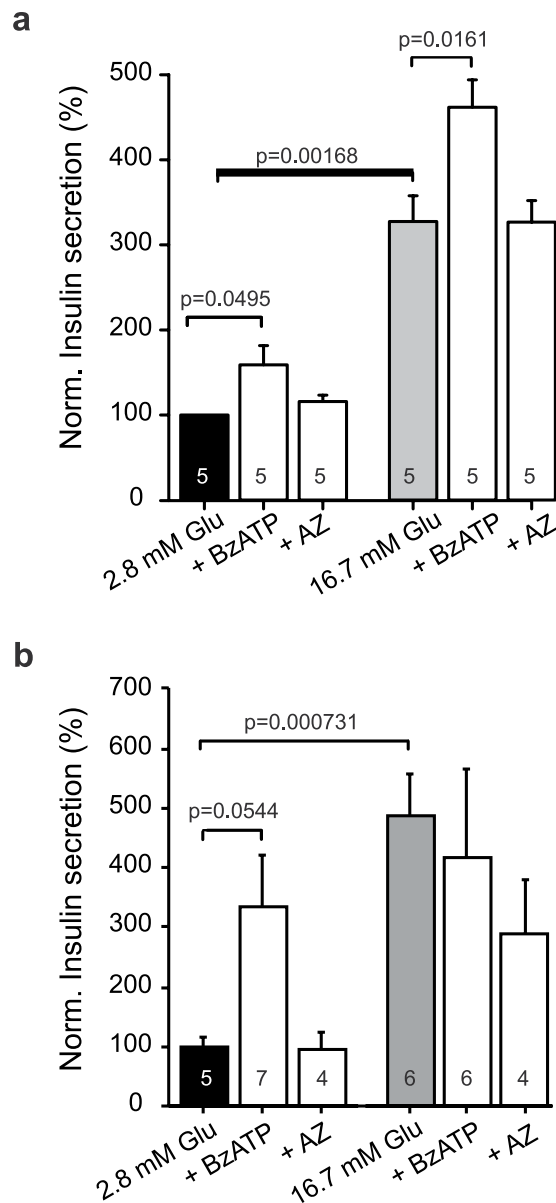 a
Norm. Insulin secretion (%)
500
400
300
200
100
0
p=0.0161
p=0.00168
p=0.0495
5
5
5
5
5
5
2.8 mM Glu
+ BzATP
+ AZ
16.7 mM Glu
+ BzATP
+ AZ
b
Norm. Insulin secretion (%)
700
600
500
400
300
200
100
0
p=0.000731
p=0.0544
5
7
4
6
6
4
2.8 mM Glu
+ BzATP
+ AZ
16.7 mM Glu
+ BzATP
+ AZ